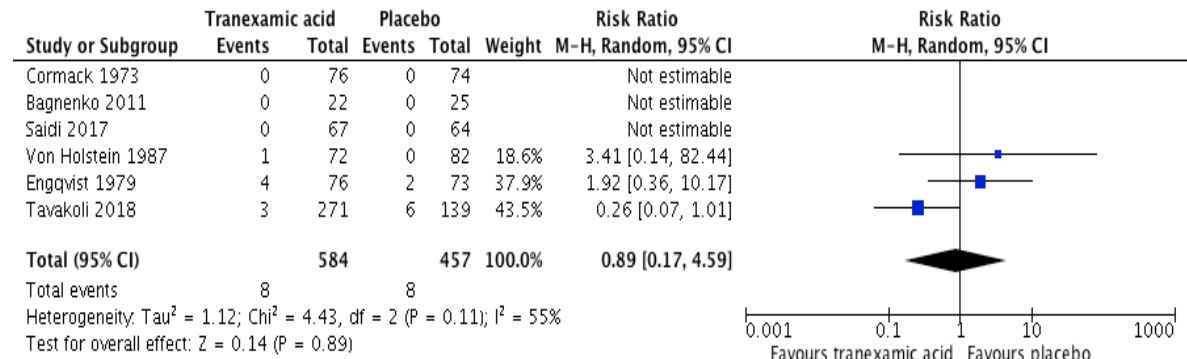 Tranexamic acid Placebo Risk Ratio Risk Ratio
Study or Subgroup Events Total Events Total Weight M-H, Random, 95% CI M-H, Random, 95% CI
Cormack 1973 0 76 0 74 Not estimable
Bagnenko 2011 0 22 0 25 Not estimable
Saidi 2017 0 67 0 64 Not estimable
Von Holstein 1987 1 72 0 82 18.6% 3.41 [0.14, 82.44]
Engqvist 1979 4 76 2 73 37.9% 1.92 [0.36, 10.17]
Tavakoli 2018 3 271 6 139 43.5% 0.26 [0.07, 1.01]
Total (95% CI) 584 457 100.0% 0.89 [0.17, 4.59]
Total events 8 8
Heterogeneity: Tau² = 1.12; Chi² = 4.43, df = 2 (P = 0.11); I² = 55%
Test for overall effect: Z = 0.14 (P = 0.89)
0.001 0.1 1 10 1000
Favours tranexamic acid Favours placebo